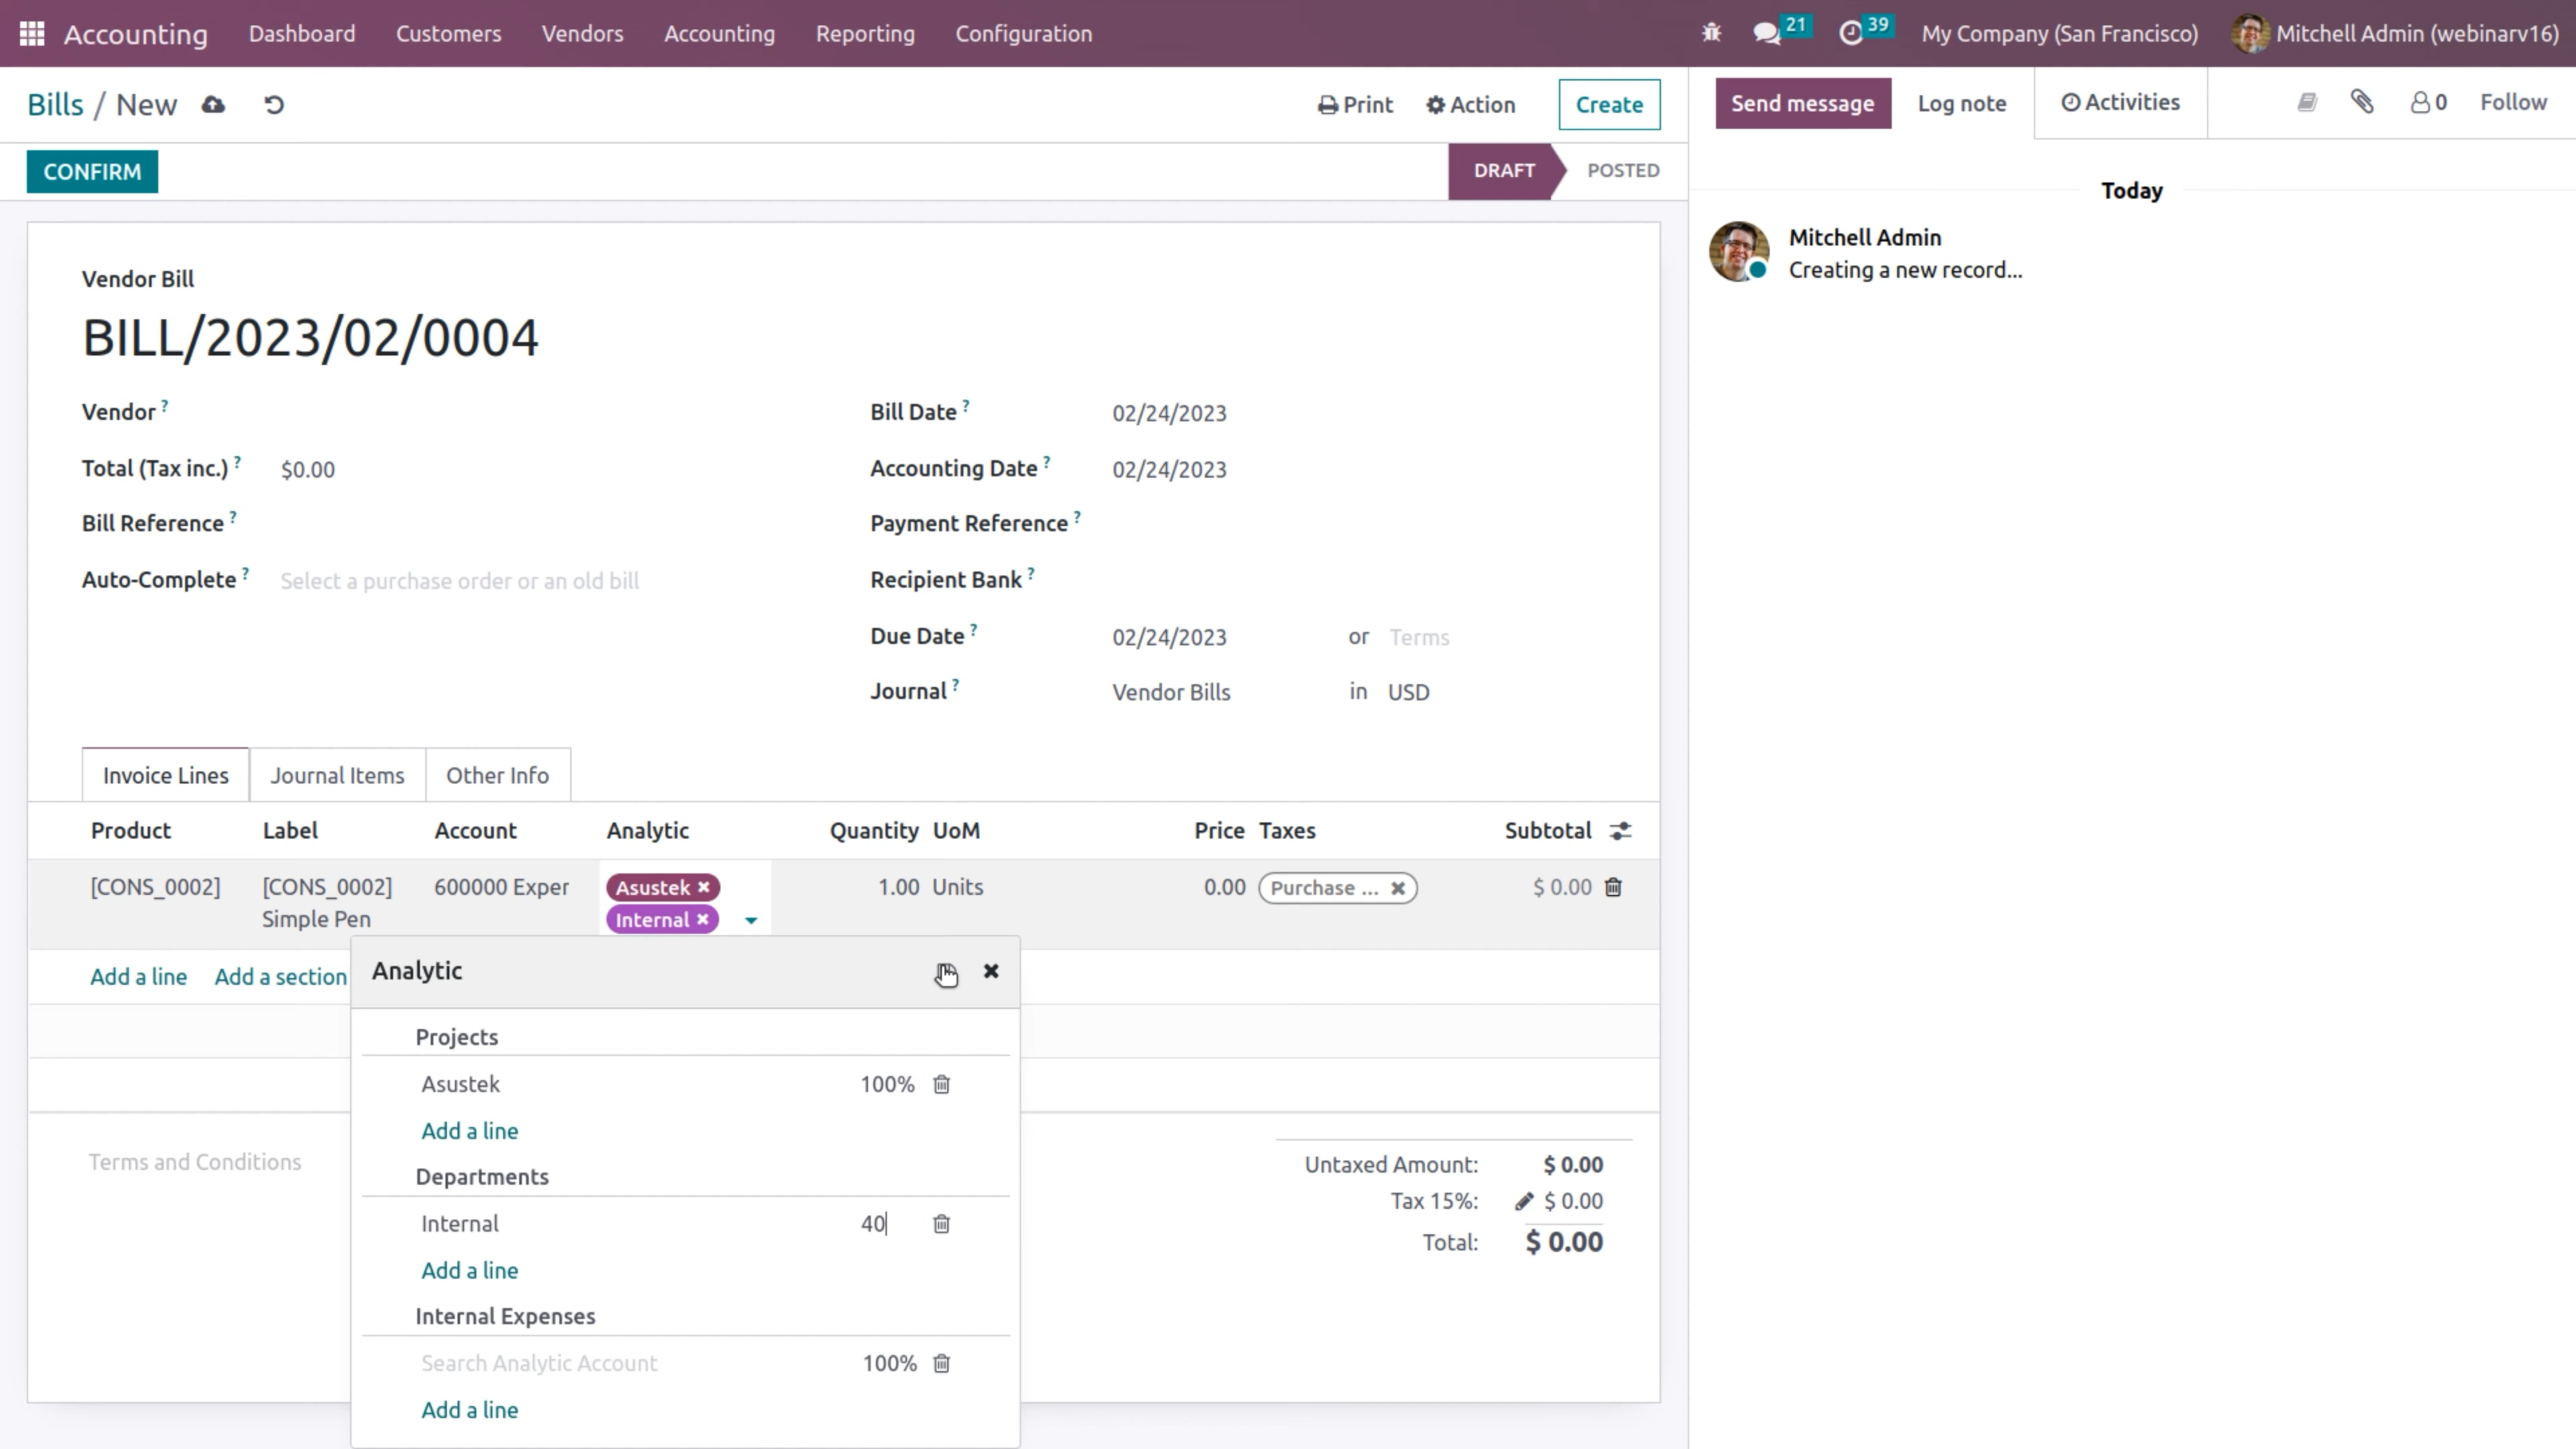 Accounting Dashboard Customers Vendors Accounting Reporting Configuration 21 39 My Company (San Francisco) Mitchell Admin (webinarv16)
Bills / New Print Action Create Send message Log note Activities 0 Follow
CONFIRM DRAFT POSTED
Today
Mitchell Admin
Creating a new record...
Vendor Bill
BILL/2023/02/0004
Vendor ? Bill Date ? 02/24/2023
Total (Tax inc.) ? $0.00 Accounting Date ? 02/24/2023
Bill Reference ? Payment Reference ?
Auto-Complete ? Select a purchase order or an old bill Recipient Bank ?
Due Date ? 02/24/2023 or Terms
Journal ? Vendor Bills in USD
Invoice Lines Journal Items Other Info
Product Label Account Analytic Quantity UoM Price Taxes Subtotal
[CONS_0002] [CONS_0002] 600000 Exper Asustek 1.00 Units 0.00 Purchase ... $ 0.00
Simple Pen Internal
Add a line Add a section Analytic
Projects
Asustek 100%
Add a line
Terms and Conditions Untaxed Amount: $ 0.00
Departments
Tax 15%: $ 0.00
Internal 40
Total: $ 0.00
Add a line
Internal Expenses
Search Analytic Account 100%
Add a line